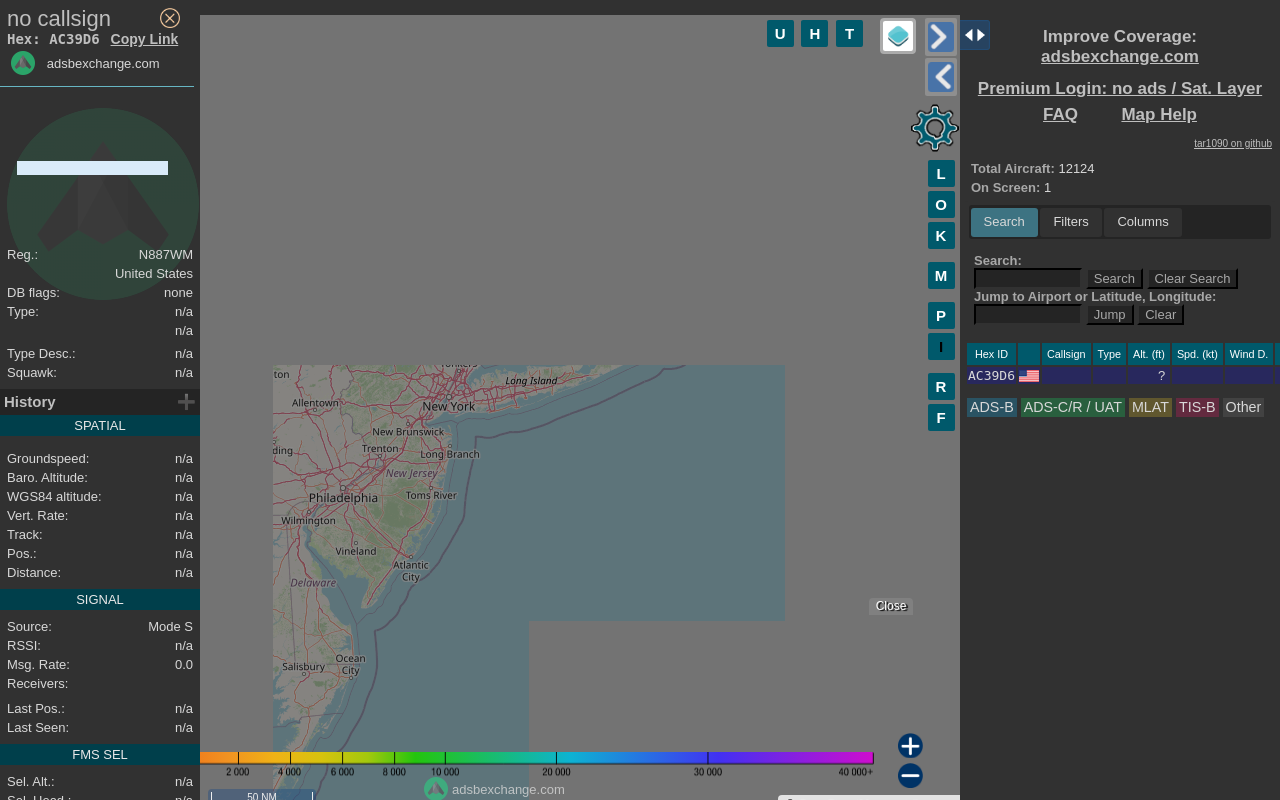 no callsign
Hex: AC39D6 Copy Link
adsbexchange.com
Reg.: N887WM
United States
DB flags: none
Type: n/a
n/a
Type Desc.: n/a
Squawk: n/a
History
SPATIAL
Groundspeed: n/a
Baro. Altitude: n/a
WGS84 altitude: n/a
Vert. Rate: n/a
Track: n/a
Pos.: n/a
Distance: n/a
SIGNAL
Source: Mode S
RSSI: n/a
Msg. Rate: 0.0
Receivers:
Last Pos.: n/a
Last Seen: n/a
FMS SEL
Sel. Alt.: n/a
Sel. Head.: n/a
U H T
L
O
K
M
P
I
R
F
Long Island
Allentown
New York
New Brunswick
Trenton
Long Branch
New Jersey
Philadelphia
Toms River
Wilmington
Vineland
Atlantic
City
Delaware
Ocean
City
Salisbury
Close
2 000 4 000 6 000 8 000 10 000 20 000 30 000 40 000+
adsbexchange.com
50 NM
Improve Coverage:
adsbexchange.com
Premium Login: no ads / Sat. Layer
FAQ Map Help
tar1090 on github
Total Aircraft: 12124
On Screen: 1
Search Filters Columns
Search:
Search Clear Search
Jump to Airport or Latitude, Longitude:
Jump Clear
Hex ID Callsign Type Alt. (ft) Spd. (kt) Wind D.
AC39D6 ?
ADS-B ADS-C/R / UAT MLAT TIS-B Other